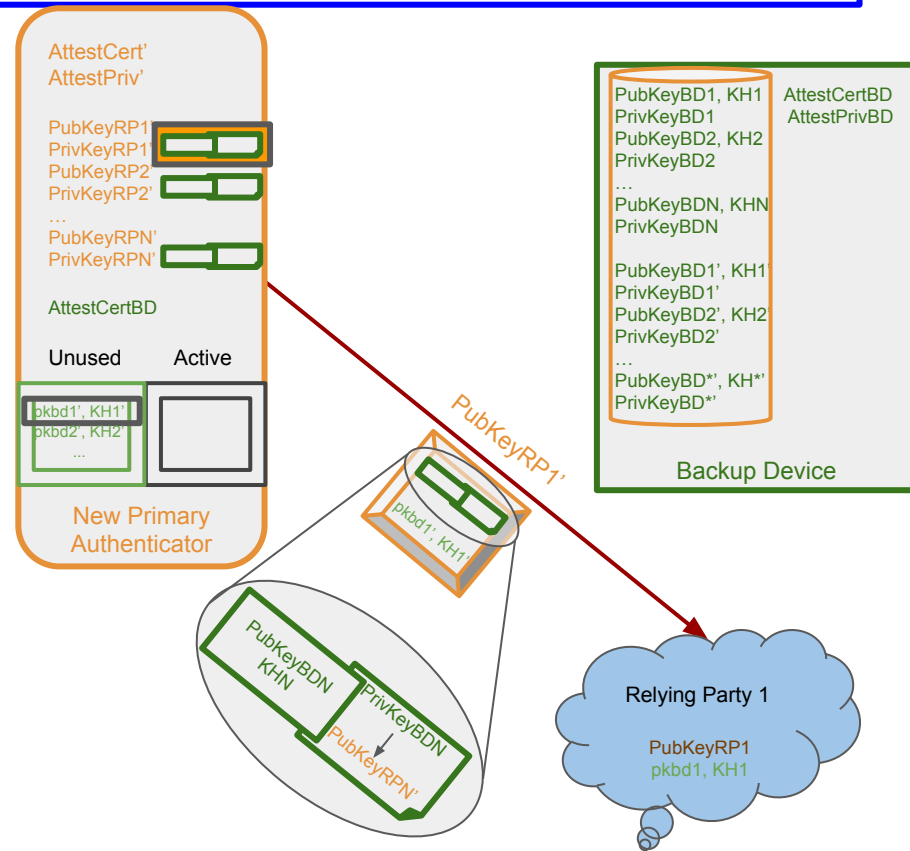 AttestCert’
AttestPriv’
PubKeyRP1’
PrivKeyRP1’
PubKeyRP2’
PrivKeyRP2’
…
PubKeyRPN’
PrivKeyRPN’
AttestCertBD
Unused Active
pkbd1’, KH1’
pkbd2’, KH2’
...
New Primary
Authenticator
PubKeyBD1, KH1
PrivKeyBD1
PubKeyBD2, KH2
PrivKeyBD2
…
PubKeyBDN, KHN
PrivKeyBDN
PubKeyBD1’, KH1’
PrivKeyBD1’
PubKeyBD2’, KH2’
PrivKeyBD2’
…
PubKeyBD*’, KH*’
PrivKeyBD*’
AttestCertBD
AttestPrivBD
Backup Device
PubKeyRP1’
pkbd1’, KH1’
PubKeyBDN
KHN
PrivKeyBDN
PubKeyRPN’
Relying Party 1
PubKeyRP1
pkbd1, KH1